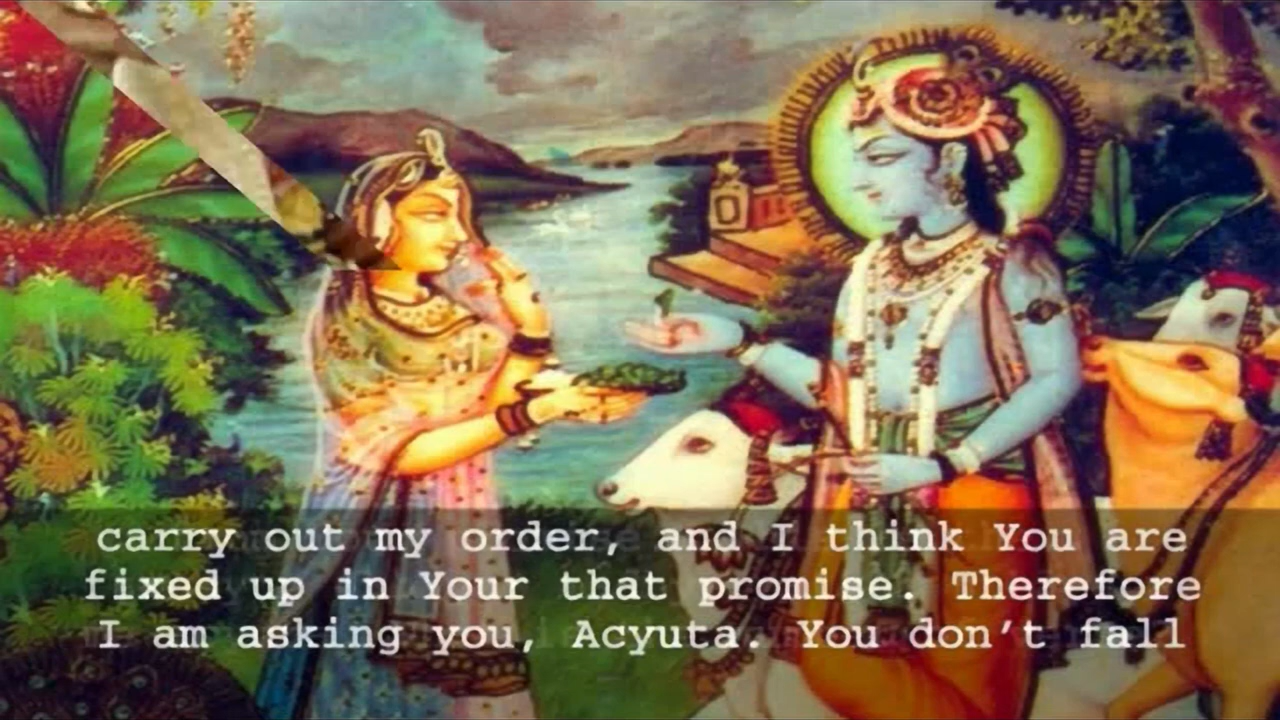 carry out my order, and I think You are
fixed up in Your that promise. Therefore
I am asking you, Acyuta. You don’t fall